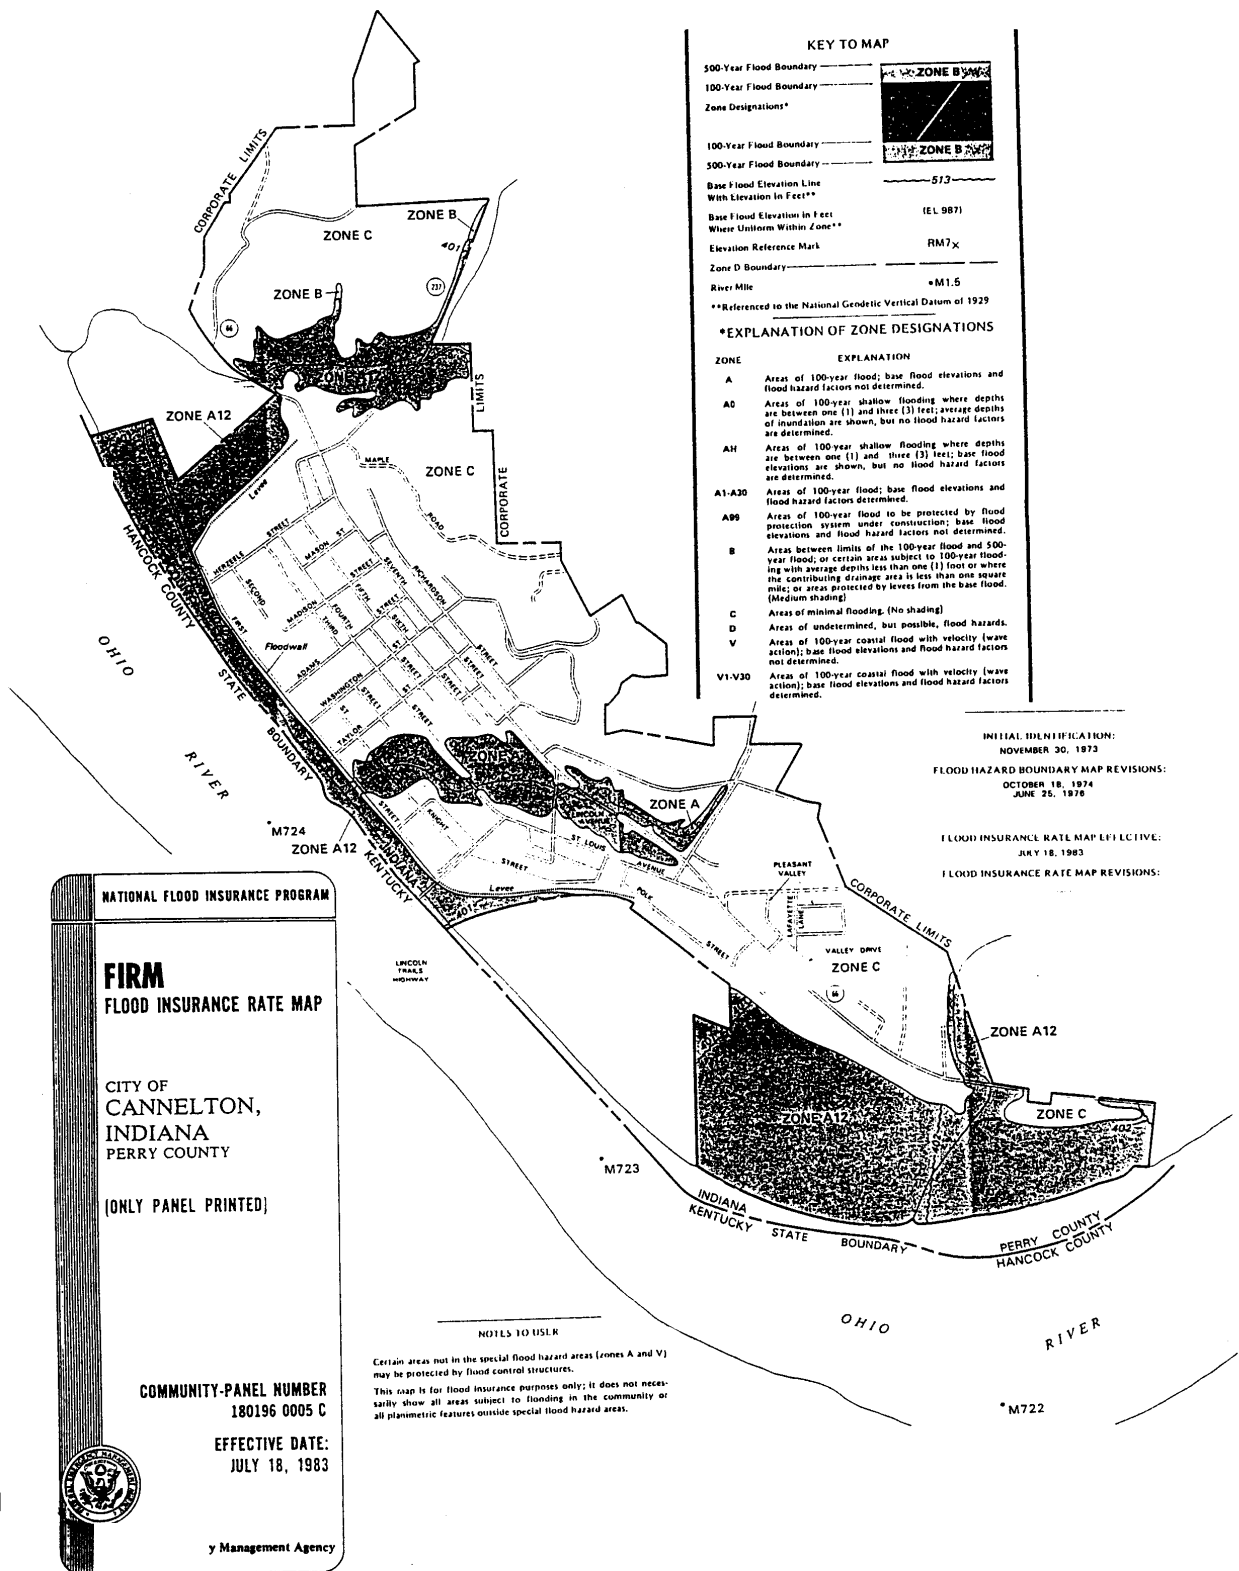 KEY TO MAP
500-Year Flood Boundary
ZONE B
100-Year Flood Boundary
Zone Designations*
100-Year Flood Boundary
ZONE B
500-Year Flood Boundary
Base Flood Elevation Line
With Elevation In Feet**
513
Base Flood Elevation in Feet
Where Uniform Within Zone**
(EL 987)
Elevation Reference Mark
RM7x
Zone D Boundary
River Mile
•M1.5
**Referenced to the National Geodetic Vertical Datum of 1929
*EXPLANATION OF ZONE DESIGNATIONS
ZONE EXPLANATION
A Areas of 100-year flood; base flood elevations and
flood hazard factors not determined.
A0 Areas of 100-year shallow flooding where depths
are between one (1) and three (3) feet; average depths
of inundation are shown, but no flood hazard factors
are determined.
AH Areas of 100-year shallow flooding where depths
are between one (1) and three (3) feet; base flood
elevations are shown, but no flood hazard factors
are determined.
A1-A30 Areas of 100-year flood; base flood elevations and
flood hazard factors determined.
A99 Areas of 100-year flood to be protected by flood
protection system under construction; base flood
elevations and flood hazard factors not determined.
B Areas between limits of the 100-year flood and 500-
year flood; or certain areas subject to 100-year flood-
ing with average depths less than one (1) foot or where
the contributing drainage area is less than one square
mile; or areas protected by levees from the base flood.
(Medium shading)
C Areas of minimal flooding. (No shading)
D Areas of undetermined, but possible, flood hazards.
V Areas of 100-year coastal flood with velocity (wave
action); base flood elevations and flood hazard factors
not determined.
V1-V30 Areas of 100-year coastal flood with velocity (wave
action); base flood elevations and flood hazard factors
determined.
INITIAL IDENTIFICATION:
NOVEMBER 30, 1973
FLOOD HAZARD BOUNDARY MAP REVISIONS:
OCTOBER 18, 1974
JUNE 25, 1976
FLOOD INSURANCE RATE MAP EFFECTIVE:
JULY 18, 1983
FLOOD INSURANCE RATE MAP REVISIONS:
CORPORATE LIMITS
ZONE B
ZONE C
401
ZONE B
237
66
ZONE A12
LIMITS
CORPORATE
ZONE C
MAPLE
ROAD
Levee
HERZEELE STREET
MASON ST
SECOND
MADISON STREET
SEVENTH
RICHARDSON
FIRST
THIRD
FOURTH
FIFTH
SIXTH
STREET
STREET
STREET
STREET
STREET
Floodwall
ADAMS ST
WASHINGTON ST
TAYLOR ST
STREET
STREET
HANCOCK COUNTY
STATE BOUNDARY
OHIO
RIVER
ZONE A
ZONE A
LINCOLN
AVENUE
M724
ZONE A12
INDIANA
KENTUCKY
STREET
KNIGHT
STREET
ST LOUIS
AVENUE
Levee
401
POLK
STREET
LINCOLN
TRAILS
HIGHWAY
PLEASANT
VALLEY
LAFAYETTE
LANE
VALLEY DRIVE
ZONE C
66
CORPORATE LIMITS
ZONE A12
ZONE A12
ZONE C
402
M723
INDIANA
KENTUCKY
STATE BOUNDARY
PERRY COUNTY
HANCOCK COUNTY
OHIO
RIVER
M722
NATIONAL FLOOD INSURANCE PROGRAM
FIRM
FLOOD INSURANCE RATE MAP
CITY OF
CANNELTON,
INDIANA
PERRY COUNTY
(ONLY PANEL PRINTED)
COMMUNITY-PANEL NUMBER
180196 0005 C
EFFECTIVE DATE:
JULY 18, 1983
y Management Agency
NOTES TO USER
Certain areas not in the special flood hazard areas (zones A and V)
may be protected by flood control structures.
This map is for flood insurance purposes only; it does not neces-
sarily show all areas subject to flooding in the community or
all planimetric features outside special flood hazard areas.